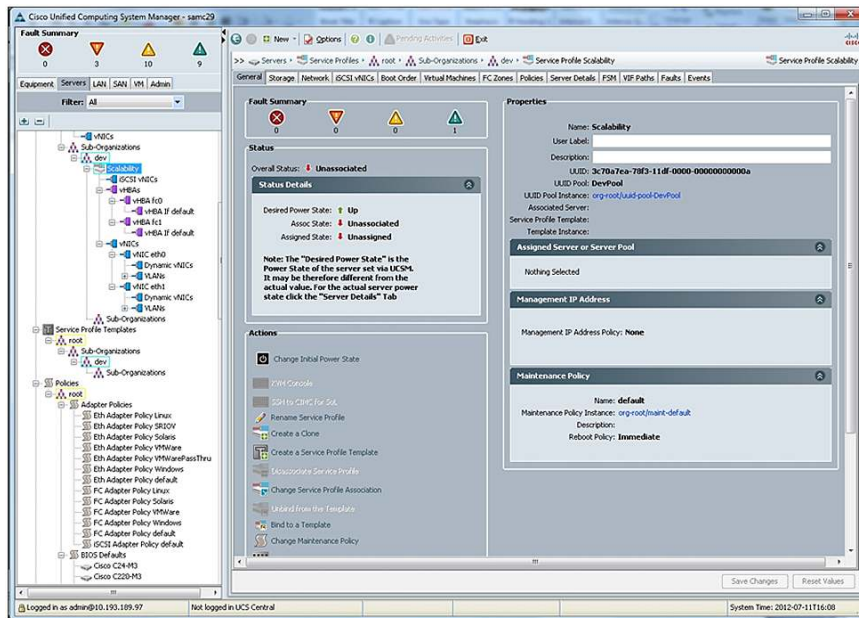 Cisco Unified Computing System Manager - samc29
Fault Summary
0 3 10 9
Equipment Servers LAN SAN VM Admin
Filter: All
vNICs
Sub-Organizations
dev
Scalability
iSCSI vNICs
vHBAs
vHBA fc0
vHBA If default
vHBA fc1
vHBA If default
vNICs
vNIC eth0
Dynamic vNICs
VLANs
vNIC eth1
Dynamic vNICs
VLANs
Sub-Organizations
Service Profile Templates
root
Sub-Organizations
dev
Sub-Organizations
Policies
root
Adapter Policies
Eth Adapter Policy Linux
Eth Adapter Policy SRIOV
Eth Adapter Policy Solaris
Eth Adapter Policy VMWare
Eth Adapter Policy VMWarePassThru
Eth Adapter Policy Windows
Eth Adapter Policy default
FC Adapter Policy Linux
FC Adapter Policy Solaris
FC Adapter Policy VMWare
FC Adapter Policy Windows
FC Adapter Policy default
iSCSI Adapter Policy default
BIOS Defaults
Cisco C24-M3
Cisco C220-M3
New Options Pending Activities Exit
cisco
>> Servers Service Profiles root Sub-Organizations dev Service Profile Scalability Service Profile Scalability
General Storage Network iSCSI vNICs Boot Order Virtual Machines FC Zones Policies Server Details FSM VIF Paths Faults Events
Fault Summary
0 0 0 1
Status
Overall Status: Unassociated
Status Details
Desired Power State: Up
Assoc State: Unassociated
Assigned State: Unassigned
Note: The "Desired Power State" is the
Power State of the server set via UCSM.
It may be therefore different from the
actual value. For the actual server power
state click the "Server Details" Tab
Actions
Change Initial Power State
KVM Console
SSH to CIMC for SoL
Rename Service Profile
Create a Clone
Create a Service Profile Template
Disassociate Service Profile
Change Service Profile Association
Unbind from the Template
Bind to a Template
Change Maintenance Policy
Properties
Name: Scalability
User Label:
Description:
UUID: 3c70a7ea-78f3-11df-0000-00000000000a
UUID Pool: DevPool
UUID Pool Instance: org-root/uuid-pool-DevPool
Associated Server:
Service Profile Template:
Template Instance:
Assigned Server or Server Pool
Nothing Selected
Management IP Address
Management IP Address Policy: None
Maintenance Policy
Name: default
Maintenance Policy Instance: org-root/maint-default
Description:
Reboot Policy: Immediate
Save Changes Reset Values
Logged in as admin@10.193.189.97 Not logged in UCS Central System Time: 2012-07-11T16:08